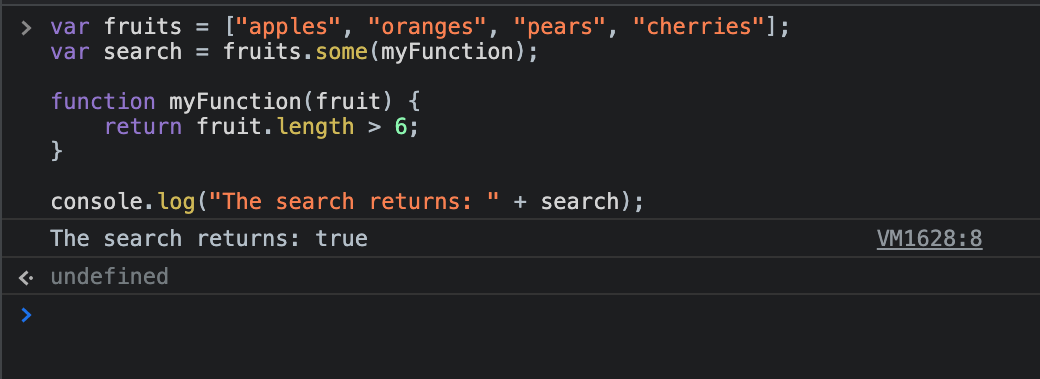 var fruits = ["apples", "oranges", "pears", "cherries"];
var search = fruits.some(myFunction);
function myFunction(fruit) {
    return fruit.length > 6;
}
console.log("The search returns: " + search);
The search returns: true VM1628:8
undefined